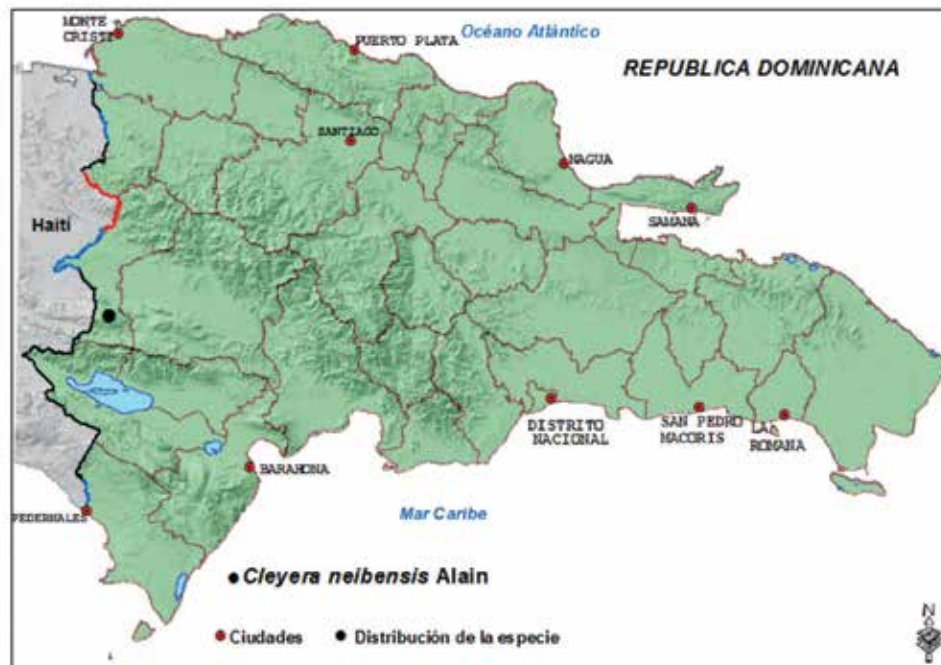 MONTE
CRISTI
PUERTO PLATA
Océano Atlántico
REPUBLICA DOMINICANA
SANTIAGO
NAGUA
SAMANA
Haití
DISTRITO
NACIONAL
SAN PEDRO
MACORIS
LA
ROMANA
BARAHONA
PEDERNALES
Mar Caribe
Cleyera neibensis Alain
Ciudades
Distribución de la especie
N